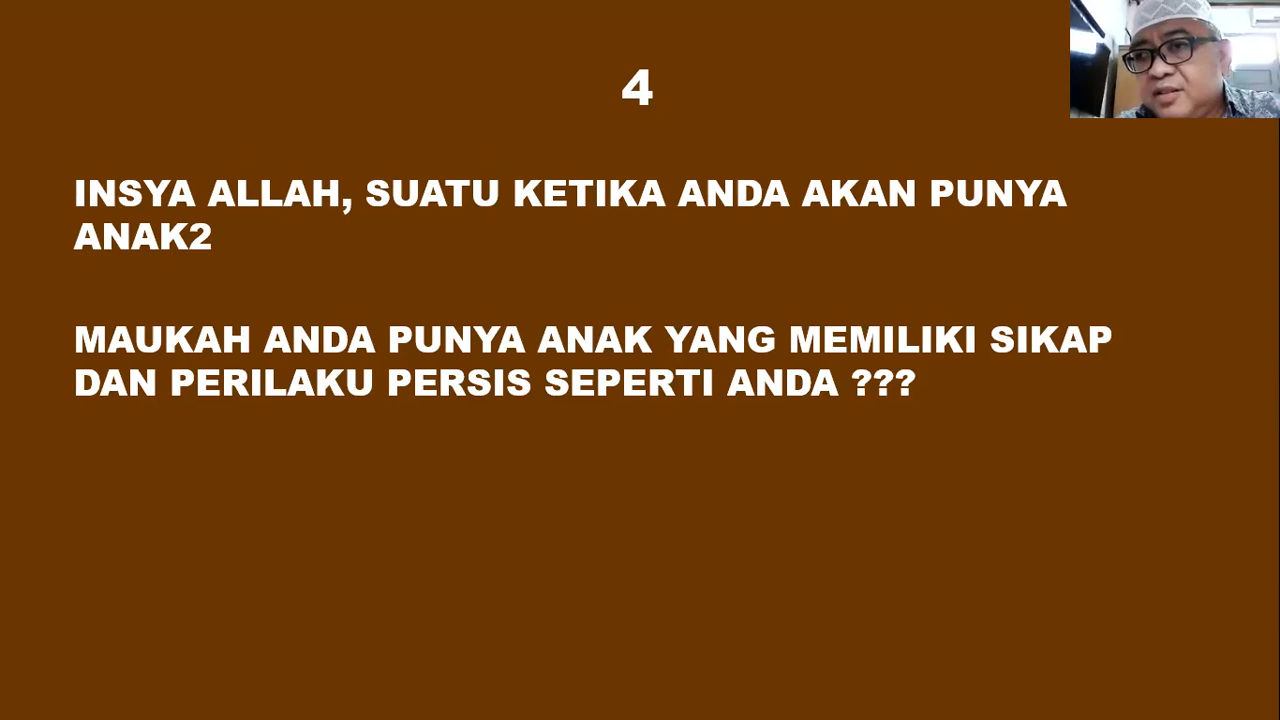 4
INSYA ALLAH, SUATU KETIKA ANDA AKAN PUNYA
ANAK2
MAUKAH ANDA PUNYA ANAK YANG MEMILIKI SIKAP
DAN PERILAKU PERSIS SEPERTI ANDA ???